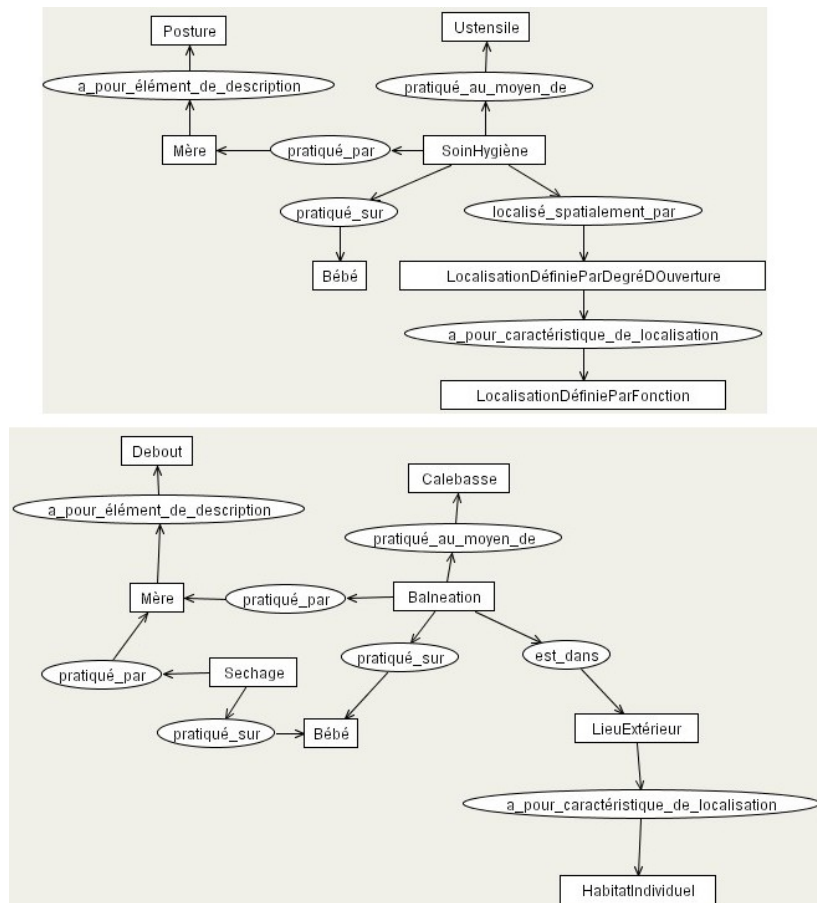 Posture
Ustensile
a_pour_élément_de_description
pratiqué_au_moyen_de
Mère
pratiqué_par
SoinHygiène
pratiqué_sur
localisé_spatialement_par
Bébé
LocalisationDéfinieParDegréDOuverture
a_pour_caractéristique_de_localisation
LocalisationDéfinieParFonction
Debout
Calebasse
a_pour_élément_de_description
pratiqué_au_moyen_de
Mère
pratiqué_par
Balneation
pratiqué_sur
est_dans
pratiqué_par
Sechage
pratiqué_sur
Bébé
LieuExtérieur
a_pour_caractéristique_de_localisation
HabitatIndividuel